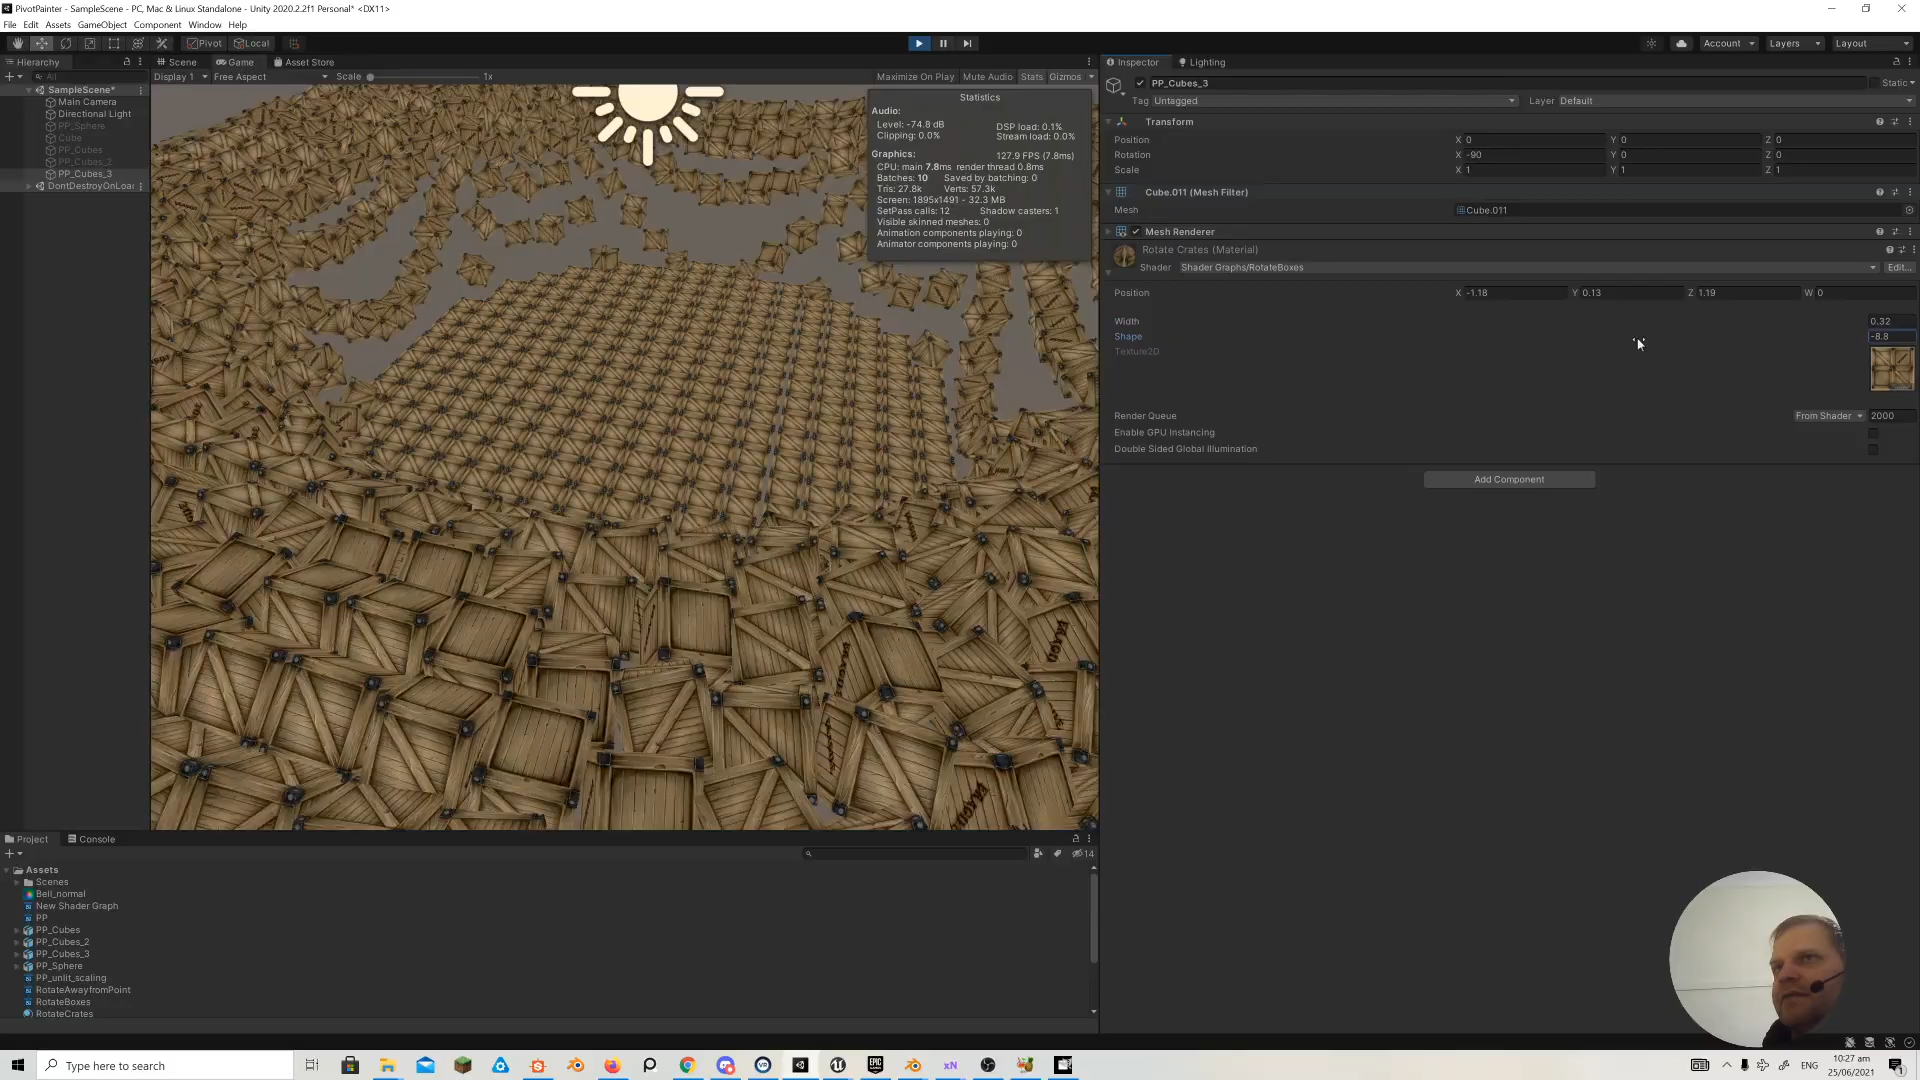 PivotPainter - SampleScene - PC, Mac & Linux Standalone - Unity 2020.2.2f1 Personal* <DX11>
File Edit Assets GameObject Component Window Help
Pivot Local Account Layers Layout
Hierarchy Scene Game Asset Store Inspector Lighting
All Display 1 Free Aspect Scale 1x Maximize On Play Mute Audio Stats Gizmos
SampleScene*
Main Camera
Directional Light
PP_Sphere
Cube
PP_Cubes
PP_Cubes_2
PP_Cubes_3
DontDestroyOnLoad
Statistics
Audio:
Level: -74.8 dB DSP load: 0.1%
Clipping: 0.0% Stream load: 0.0%
Graphics: 127.9 FPS (7.8ms)
CPU: main 7.8ms render thread 0.8ms
Batches: 10 Saved by batching: 0
Tris: 27.8k Verts: 57.3k
Screen: 1895x1491 - 32.3 MB
SetPass calls: 12 Shadow casters: 1
Visible skinned meshes: 0
Animation components playing: 0
Animator components playing: 0
PP_Cubes_3 Static
Tag Untagged Layer Default
Transform
Position X 0 Y 0 Z 0
Rotation X -90 Y 0 Z 0
Scale X 1 Y 1 Z 1
Cube.011 (Mesh Filter)
Mesh Cube.011
Mesh Renderer
Rotate Crates (Material)
Shader Shader Graphs/RotateBoxes Edit...
Position X -1.18 Y 0.13 Z 1.19 W 0
Width 0.32
Shape -8.8
Texture2D
Render Queue From Shader 2000
Enable GPU Instancing
Double Sided Global Illumination
Add Component
Project Console
14
Assets
Scenes
Bell_normal
New Shader Graph
PP
PP_Cubes
PP_Cubes_2
PP_Cubes_3
PP_Sphere
PP_unlit_scaling
RotateAwayfromPoint
RotateBoxes
RotateCrates
Type here to search
ENG
10:27 am
25/06/2021